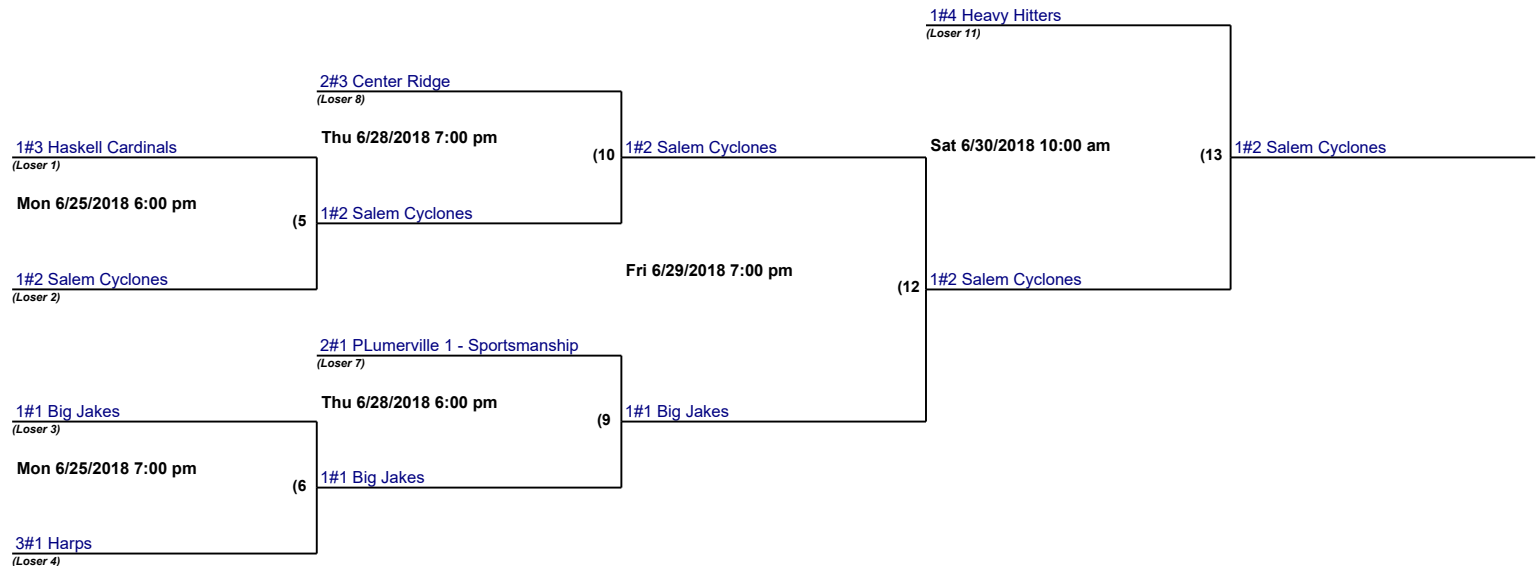 1#4 Heavy Hitters
(Loser 11)
2#3 Center Ridge
(Loser 8)
Thu 6/28/2018 7:00 pm
1#3 Haskell Cardinals
(Loser 1)
(10
1#2 Salem Cyclones
Sat 6/30/2018 10:00 am
(13
1#2 Salem Cyclones
Mon 6/25/2018 6:00 pm
(5
1#2 Salem Cyclones
Fri 6/29/2018 7:00 pm
1#2 Salem Cyclones
(Loser 2)
(12
1#2 Salem Cyclones
2#1 PLumerville 1 - Sportsmanship
(Loser 7)
Thu 6/28/2018 6:00 pm
1#1 Big Jakes
(Loser 3)
(9
1#1 Big Jakes
Mon 6/25/2018 7:00 pm
(6
1#1 Big Jakes
3#1 Harps
(Loser 4)